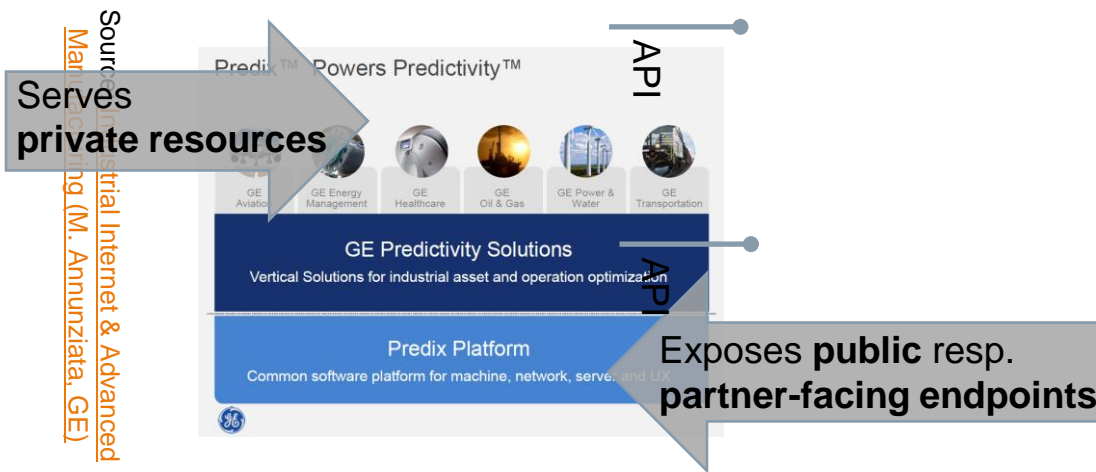 Source: Industrial Internet & Advanced
Manufacturing (M. Annunziata, GE)
Serves
private resources
Predix™ Powers Predictivity™
API
GE
Aviation
GE Energy
Management
GE
Healthcare
GE
Oil & Gas
GE Power &
Water
GE
Transportation
GE Predictivity Solutions
Vertical Solutions for industrial asset and operation optimization
API
Predix Platform
Common software platform for machine, network, server and UX
Exposes public resp.
partner-facing endpoints